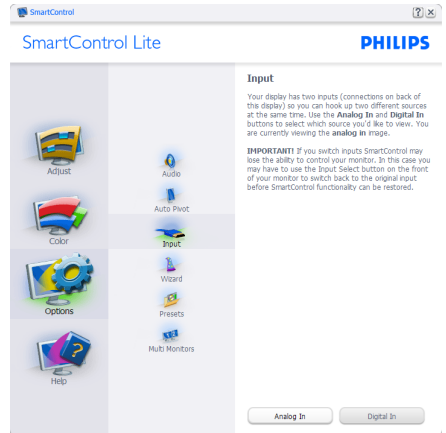 SmartControl
SmartControl Lite
PHILIPS
Adjust
Color
Options
Help
Audio
Auto Pivot
Input
Wizard
Presets
Multi Monitors
Input
Your display has two inputs (connections on back of
this display) so you can hook up two different sources
at the same time. Use the Analog In and Digital In
buttons to select which source you'd like to view. You
are currently viewing the analog in image.
IMPORTANT! If you switch inputs SmartControl may
lose the ability to control your monitor. In this case you
may have to use the Input Select button on the front
of your monitor to switch back to the original input
before SmartControl functionality can be restored.
Analog In
Digital In